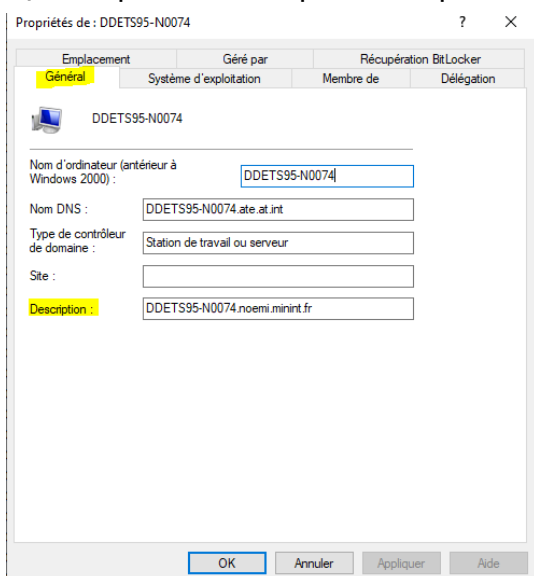 Propriétés de : DDETS95-N0074 ? ×
Emplacement Géré par Récupération BitLocker
Général Système d'exploitation Membre de Délégation
DDETS95-N0074
Nom d'ordinateur (antérieur à
Windows 2000) :
DDETS95-N0074
Nom DNS : DDETS95-N0074.ate.at.int
Type de contrôleur
de domaine :
Station de travail ou serveur
Site :
Description : DDETS95-N0074.noemi.minint.fr
OK Annuler Appliquer Aide